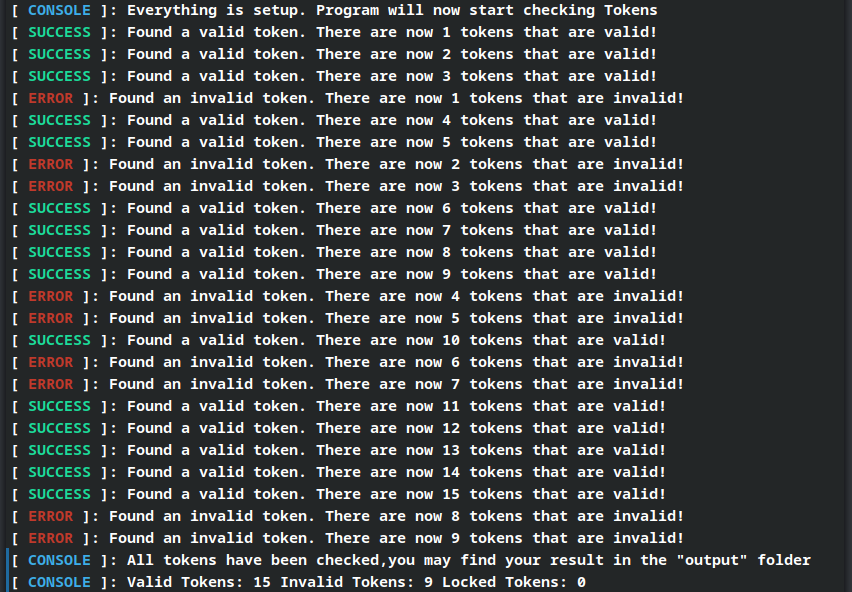 [ CONSOLE ]: Everything is setup. Program will now start checking Tokens
[ SUCCESS ]: Found a valid token. There are now 1 tokens that are valid!
[ SUCCESS ]: Found a valid token. There are now 2 tokens that are valid!
[ SUCCESS ]: Found a valid token. There are now 3 tokens that are valid!
[ ERROR ]: Found an invalid token. There are now 1 tokens that are invalid!
[ SUCCESS ]: Found a valid token. There are now 4 tokens that are valid!
[ SUCCESS ]: Found a valid token. There are now 5 tokens that are valid!
[ ERROR ]: Found an invalid token. There are now 2 tokens that are invalid!
[ ERROR ]: Found an invalid token. There are now 3 tokens that are invalid!
[ SUCCESS ]: Found a valid token. There are now 6 tokens that are valid!
[ SUCCESS ]: Found a valid token. There are now 7 tokens that are valid!
[ SUCCESS ]: Found a valid token. There are now 8 tokens that are valid!
[ SUCCESS ]: Found a valid token. There are now 9 tokens that are valid!
[ ERROR ]: Found an invalid token. There are now 4 tokens that are invalid!
[ ERROR ]: Found an invalid token. There are now 5 tokens that are invalid!
[ SUCCESS ]: Found a valid token. There are now 10 tokens that are valid!
[ ERROR ]: Found an invalid token. There are now 6 tokens that are invalid!
[ ERROR ]: Found an invalid token. There are now 7 tokens that are invalid!
[ SUCCESS ]: Found a valid token. There are now 11 tokens that are valid!
[ SUCCESS ]: Found a valid token. There are now 12 tokens that are valid!
[ SUCCESS ]: Found a valid token. There are now 13 tokens that are valid!
[ SUCCESS ]: Found a valid token. There are now 14 tokens that are valid!
[ SUCCESS ]: Found a valid token. There are now 15 tokens that are valid!
[ ERROR ]: Found an invalid token. There are now 8 tokens that are invalid!
[ ERROR ]: Found an invalid token. There are now 9 tokens that are invalid!
[ CONSOLE ]: All tokens have been checked,you may find your result in the "output" folder
[ CONSOLE ]: Valid Tokens: 15 Invalid Tokens: 9 Locked Tokens: 0